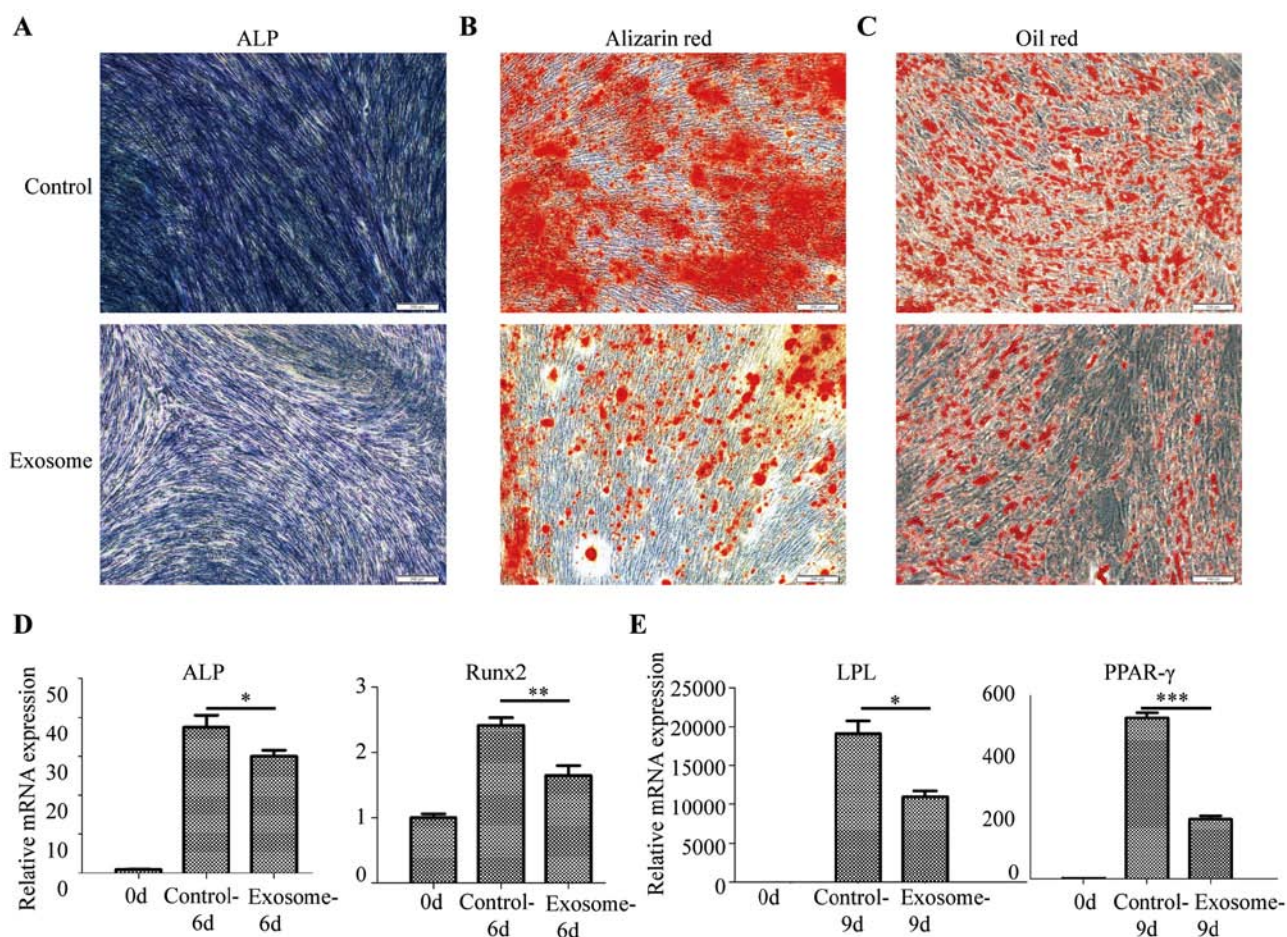 A
ALP
B
Alizarin red
C
Oil red
Control
Exosome
D
ALP
Relative mRNA expression
50
40
30
20
10
0
*
0d
Control-
6d
Exosome-
6d
Runx2
3
2
1
0
**
0d
Control-
6d
Exosome-
6d
E
LPL
Relative mRNA expression
25000
20000
15000
10000
5000
0
*
0d
Control-
9d
Exosome-
9d
PPAR-γ
600
400
200
0
***
0d
Control-
9d
Exosome-
9d